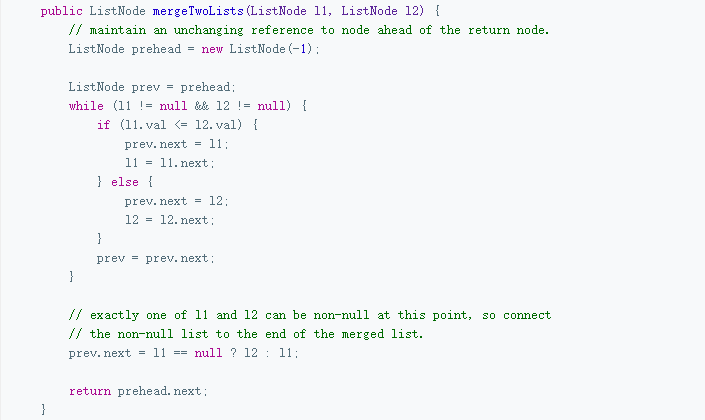 public ListNode mergeTwoLists(ListNode l1, ListNode l2) {
    // maintain an unchanging reference to node ahead of the return node.
    ListNode prehead = new ListNode(-1);

    ListNode prev = prehead;
    while (l1 != null && l2 != null) {
        if (l1.val <= l2.val) {
            prev.next = l1;
            l1 = l1.next;
        } else {
            prev.next = l2;
            l2 = l2.next;
        }
        prev = prev.next;
    }

    // exactly one of l1 and l2 can be non-null at this point, so connect
    // the non-null list to the end of the merged list.
    prev.next = l1 == null ? l2 : l1;

    return prehead.next;
}